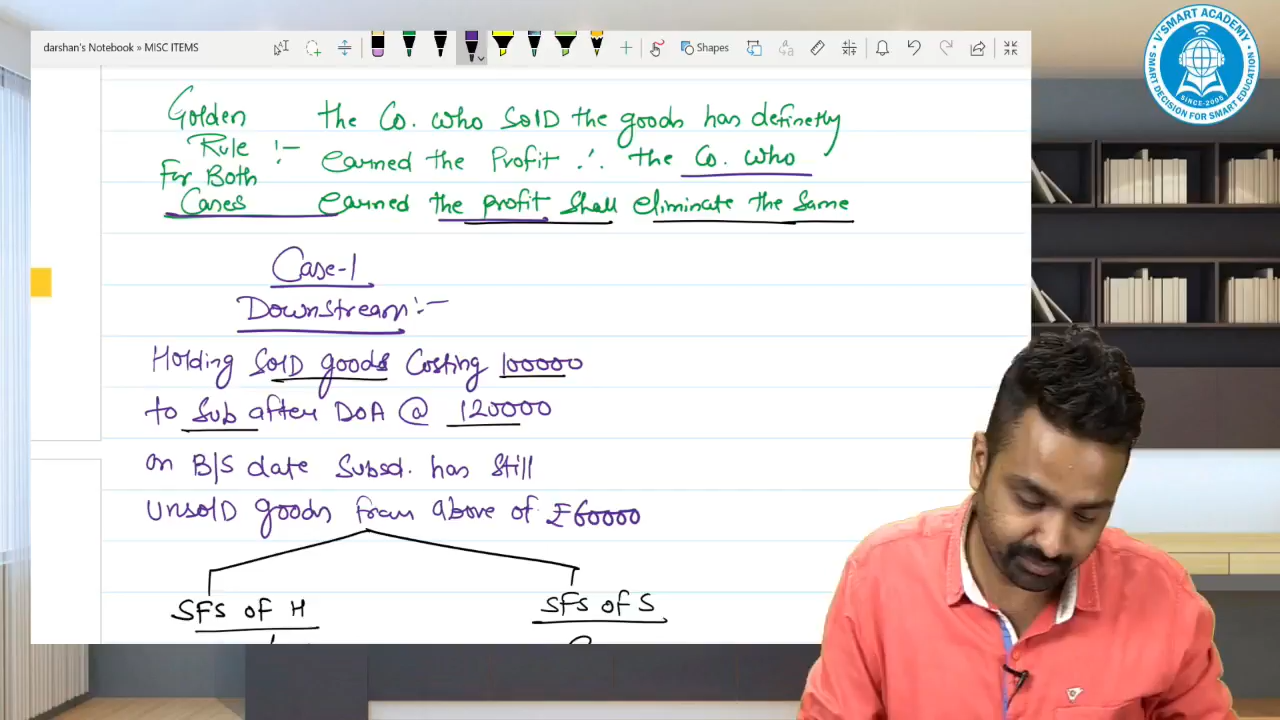 darshan's Notebook » MISC ITEMS
Shapes
V'SMART ACADEMY
SMART DECISION FOR SMART EDUCATION
SINCE-2005
Golden Rule :- For Both Cases
the Co. who SolD the goods has definetly
earned the Profit ∴ the Co. who
earned the profit Shall eliminate the Same
Case-1
Downstream :-
Holding SolD goods Costing 100000
to Sub after DOA @ 120000
on B/S date Subsd. has Still
UnsolD goods from above of ₹60000
SFS of H
SFS of S